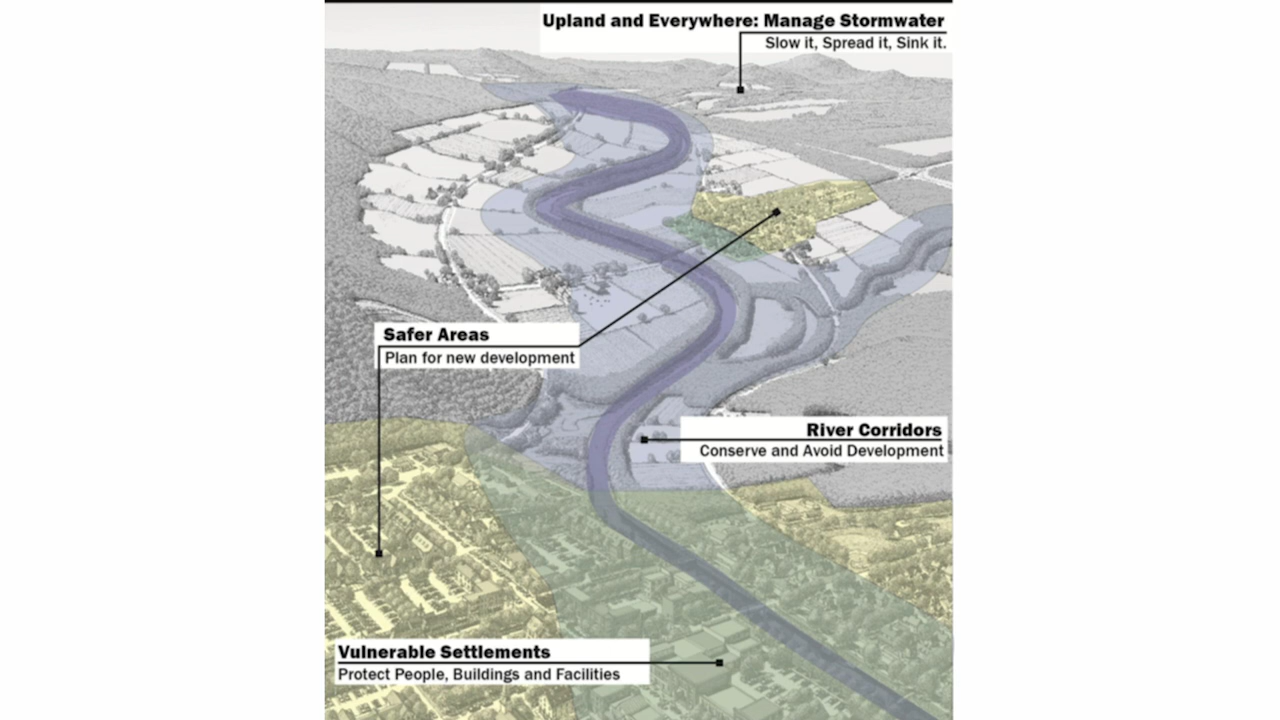 Upland and Everywhere: Manage Stormwater
Slow it, Spread it, Sink it.
Safer Areas
Plan for new development
River Corridors
Conserve and Avoid Development
Vulnerable Settlements
Protect People, Buildings and Facilities